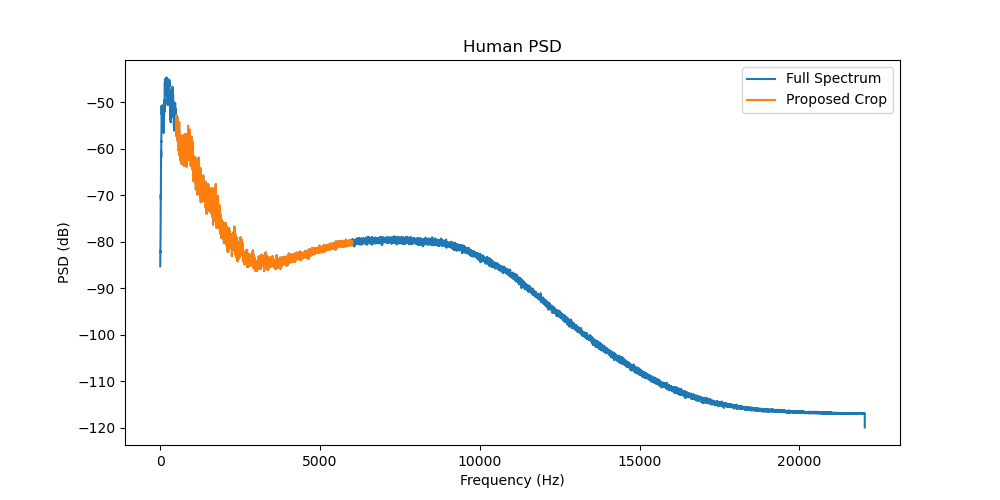 Human PSD
Full Spectrum
Proposed Crop
PSD (dB)
−50
−60
−70
−80
−90
−100
−110
−120
0
5000
10000
15000
20000
Frequency (Hz)